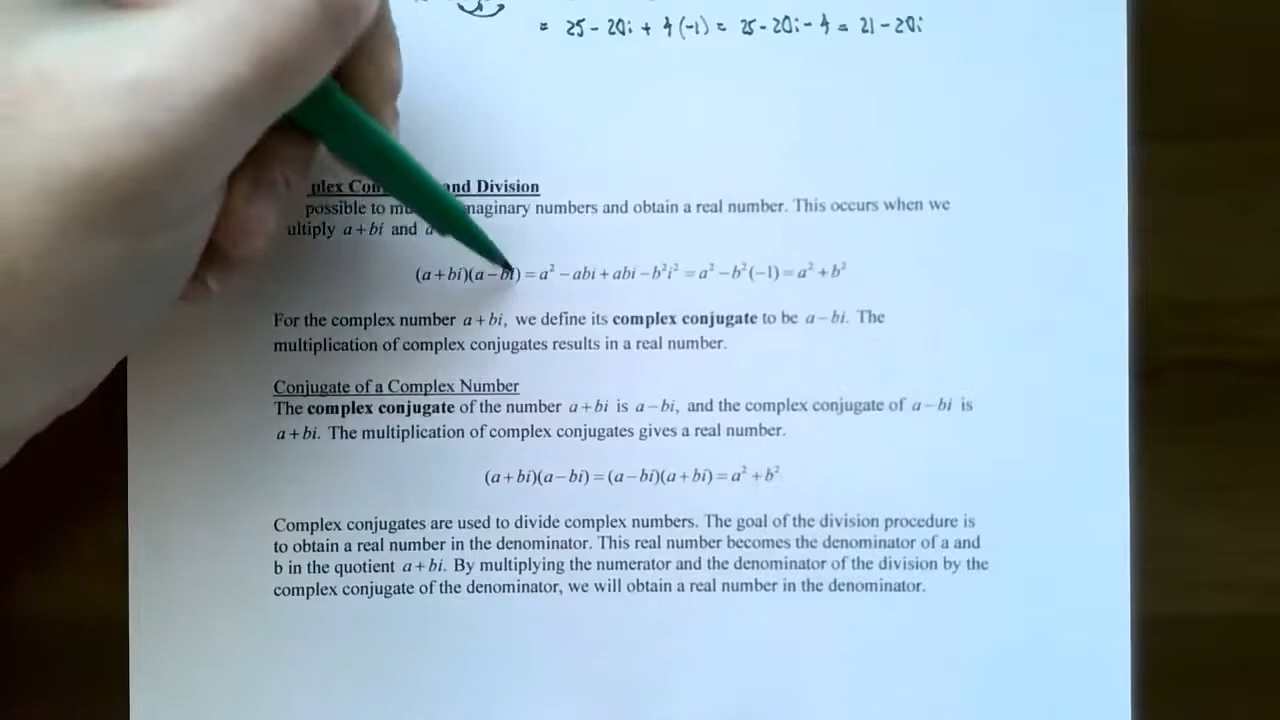 = 25 - 20i + 4(-1) = 25-20i - 4 = 21 - 20i
and Division
possible to numbers and obtain a real number. This occurs when we
a+bi and
(a+bi)(a−bi) = a² − abi + abi − b²i² = a² − b²(−1) = a² + b²
For the complex number a+bi, we define its complex conjugate to be a−bi. The
multiplication of complex conjugates results in a real number.
Conjugate of a Complex Number
The complex conjugate of the number a+bi is a−bi, and the complex conjugate of a−bi is
a+bi. The multiplication of complex conjugates gives a real number.
(a+bi)(a−bi) = (a−bi)(a+bi) = a² + b²
Complex conjugates are used to divide complex numbers. The goal of the division procedure is
to obtain a real number in the denominator. This real number becomes the denominator of a and
b in the quotient a+bi. By multiplying the numerator and the denominator of the division by the
complex conjugate of the denominator, we will obtain a real number in the denominator.